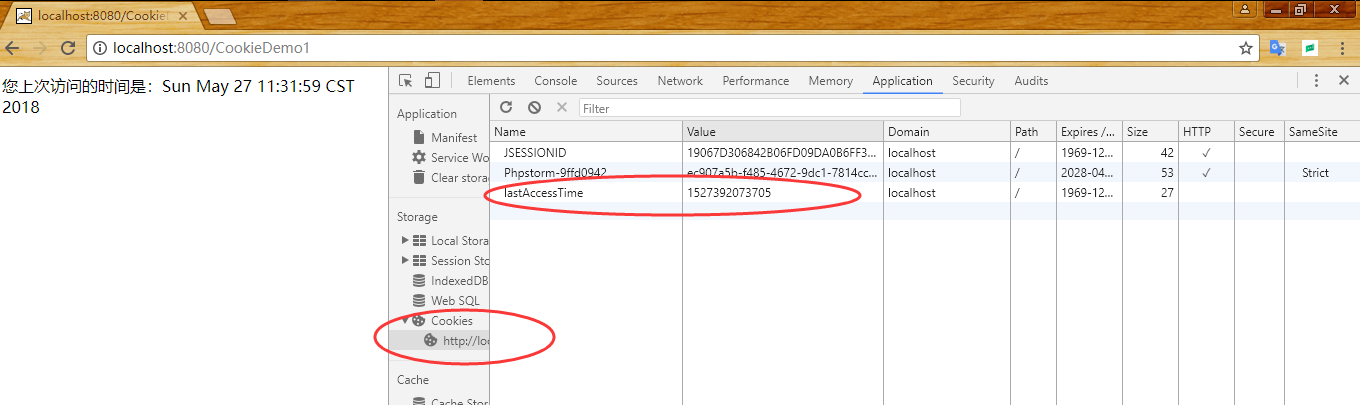 localhost:8080/CookieD
localhost:8080/CookieDemo1
您上次访问的时间是：Sun May 27 11:31:59 CST
2018
Elements Console Sources Network Performance Memory Application Security Audits
Application
Manifest
Service Wo
Clear storag
Storage
Local Stora
Session Sto
IndexedDB
Web SQL
Cookies
http://loc
Cache
Cache Stor
Filter
Name Value Domain Path Expires /... Size HTTP Secure SameSite
JSESSIONID 19067D306842B06FD09DA0B6FF3... localhost / 1969-12... 42 ✓
Phpstorm-9ffd0942 ec907a5b-f485-4672-9dc1-7814cc... localhost / 2028-04... 53 ✓ Strict
lastAccessTime 1527392073705 localhost / 1969-12... 27